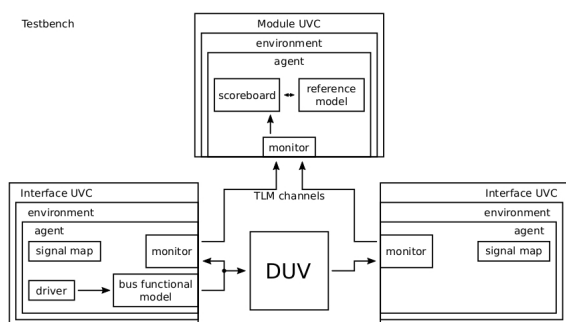 Testbench
Module UVC
environment
agent
scoreboard
reference
model
monitor
TLM channels
Interface UVC
environment
agent
signal map
monitor
driver
bus functional
model
DUV
Interface UVC
environment
agent
monitor
signal map